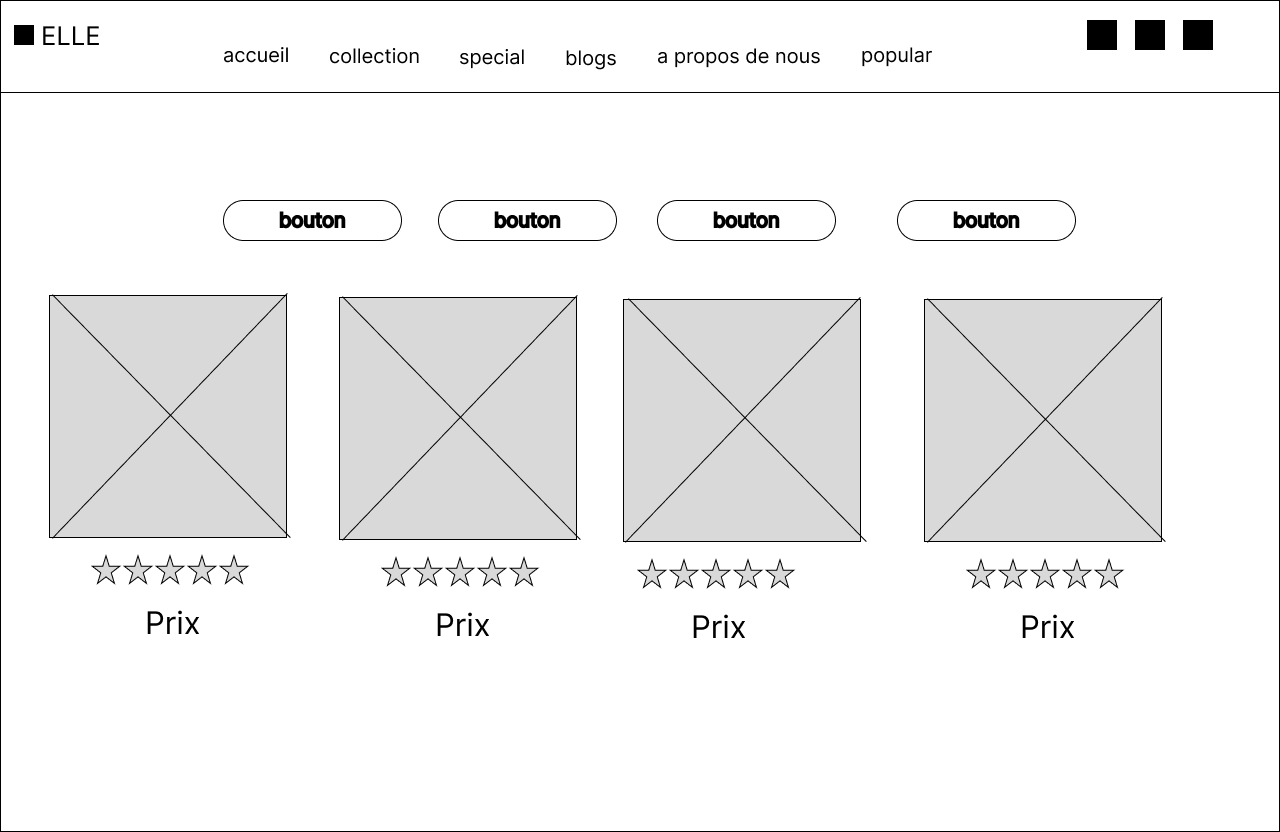 ELLE
accueil collection special blogs a propos de nous popular
bouton bouton bouton bouton
Prix Prix Prix Prix